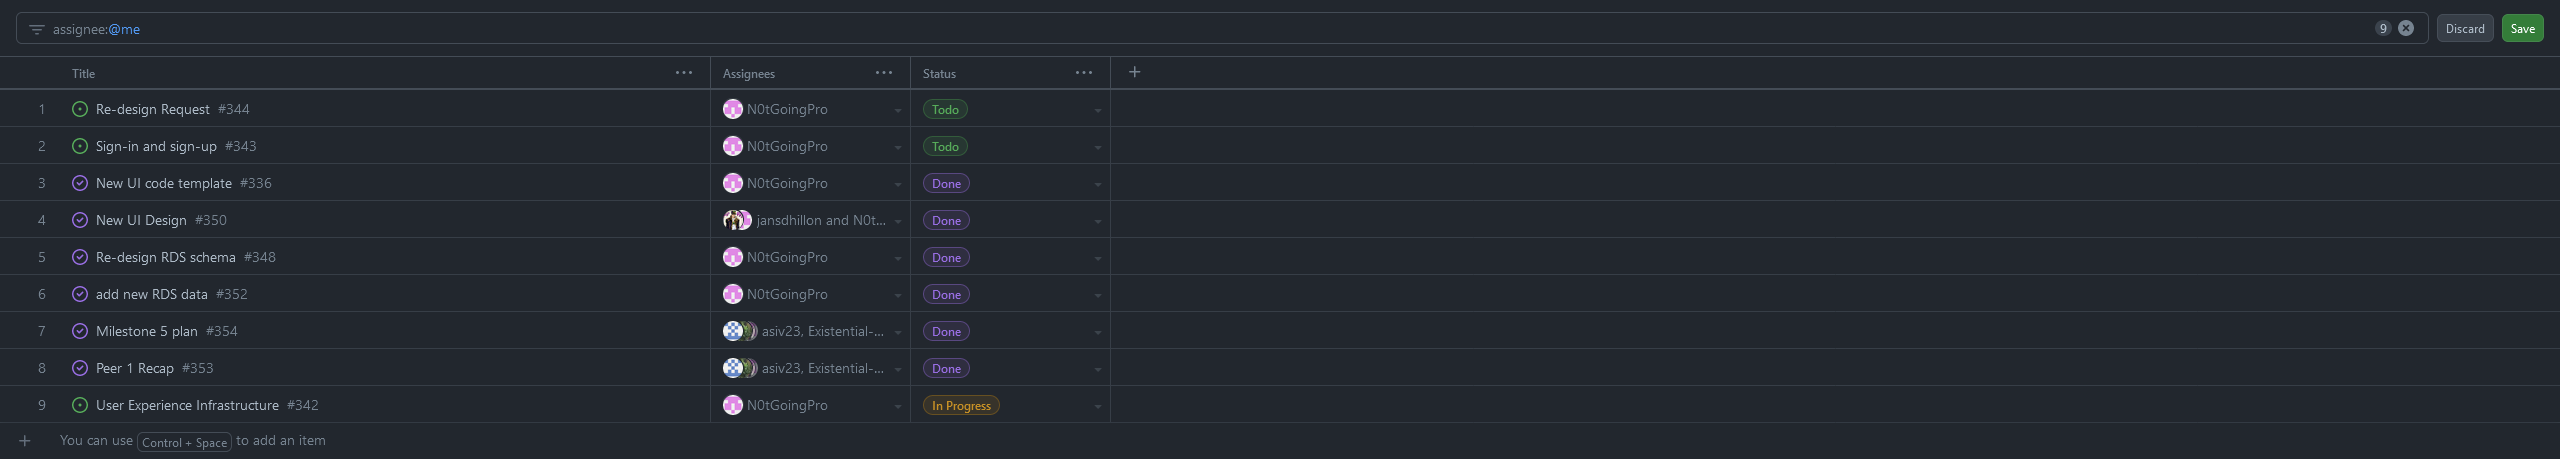 assignee:@me 9 Discard Save
Title Assignees Status
1 Re-design Request #344 N0tGoingPro Todo
2 Sign-in and sign-up #343 N0tGoingPro Todo
3 New UI code template #336 N0tGoingPro Done
4 New UI Design #350 jansdhillon and N0t... Done
5 Re-design RDS schema #348 N0tGoingPro Done
6 add new RDS data #352 N0tGoingPro Done
7 Milestone 5 plan #354 asiv23, Existential-... Done
8 Peer 1 Recap #353 asiv23, Existential-... Done
9 User Experience Infrastructure #342 N0tGoingPro In Progress
You can use Control + Space to add an item